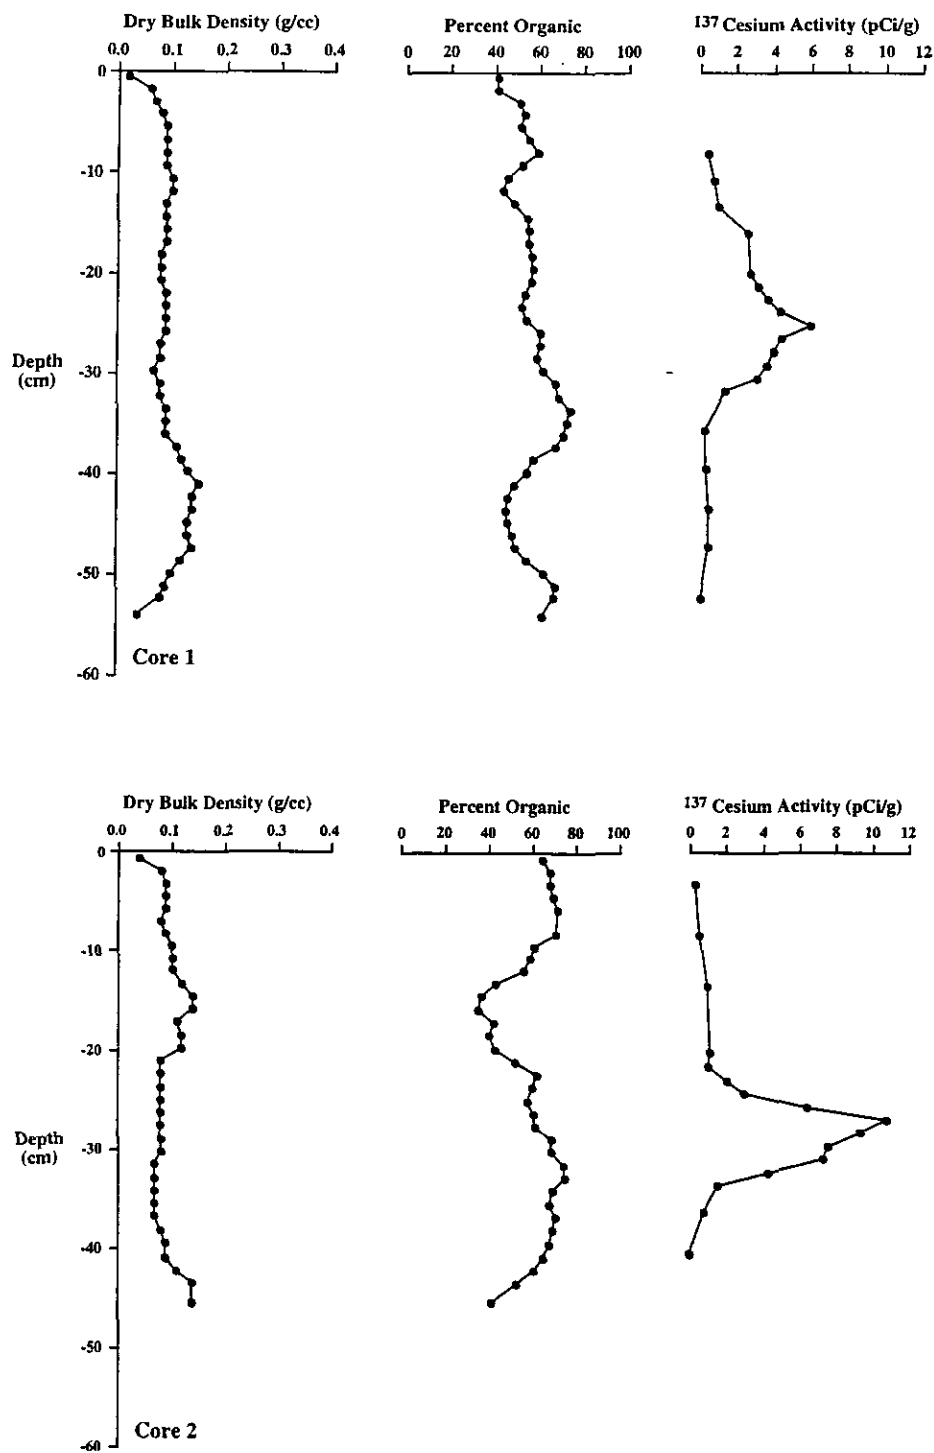 Dry Bulk Density (g/cc)
0.0 0.1 0.2 0.3 0.4
Percent Organic
0 20 40 60 80 100
137 Cesium Activity (pCi/g)
0 2 4 6 8 10 12
0
-10
-20
Depth
(cm)
-30
-40
-50
-60
Core 1
Dry Bulk Density (g/cc)
0.0 0.1 0.2 0.3 0.4
Percent Organic
0 20 40 60 80 100
137 Cesium Activity (pCi/g)
0 2 4 6 8 10 12
0
-10
-20
Depth
(cm)
-30
-40
-50
-60
Core 2